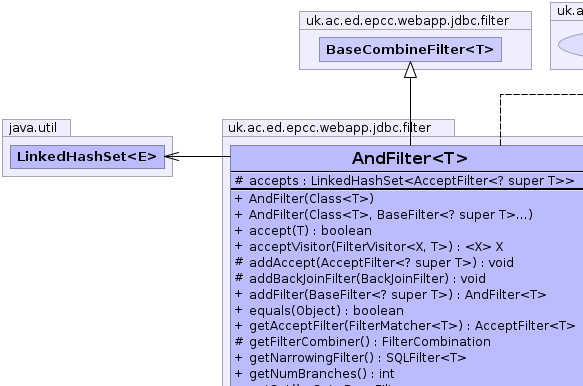 uk.ac.ed.epcc.webapp.jdbc.filter
uk.a
BaseCombineFilter<T>
java.util
uk.ac.ed.epcc.webapp.jdbc.filter
LinkedHashSet<E>
AndFilter<T>
# accepts : LinkedHashSet<AcceptFilter<? super T>>
+ AndFilter(Class<T>)
+ AndFilter(Class<T>, BaseFilter<? super T>...)
+ accept(T) : boolean
+ acceptVisitor(FilterVisitor<X, T>) : <X> X
# addAccept(AcceptFilter<? super T>) : void
# addBackJoinFilter(BackJoinFilter) : void
+ addFilter(BaseFilter<? super T>) : AndFilter<T>
+ equals(Object) : boolean
+ getAcceptFilter(FilterMatcher<T>) : AcceptFilter<T>
# getFilterCombiner() : FilterCombination
+ getNarrowingFilter() : SQLFilter<T>
+ getNumBranches() : int